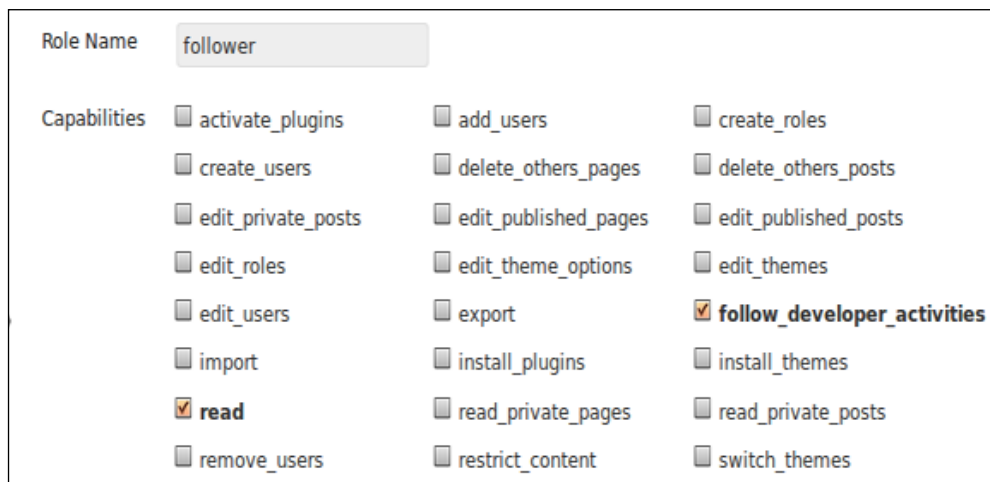 Role Name follower
Capabilities activate_plugins add_users create_roles
create_users delete_others_pages delete_others_posts
edit_private_posts edit_published_pages edit_published_posts
edit_roles edit_theme_options edit_themes
edit_users export follow_developer_activities
import install_plugins install_themes
read read_private_pages read_private_posts
remove_users restrict_content switch_themes